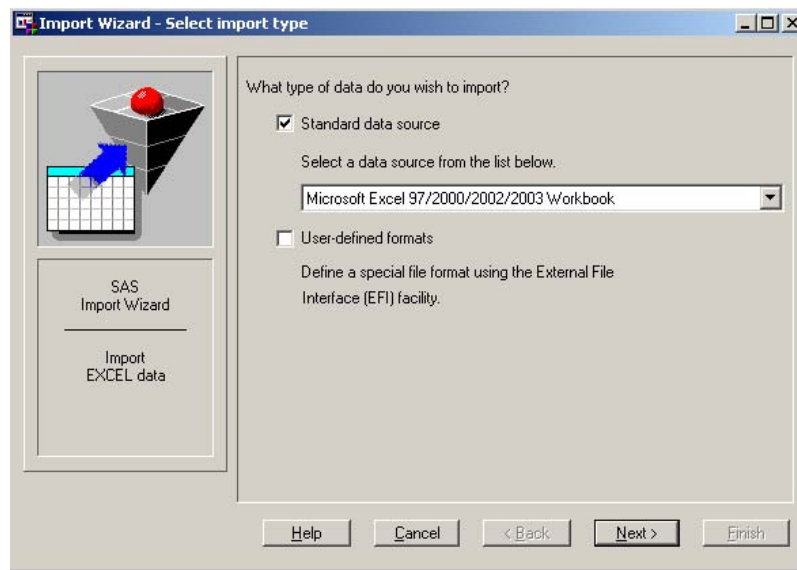 Import Wizard - Select import type
What type of data do you wish to import?
Standard data source
Select a data source from the list below.
Microsoft Excel 97/2000/2002/2003 Workbook
User-defined formats
Define a special file format using the External File
Interface (EFI) facility.
SAS
Import Wizard
Import
EXCEL data
Help
Cancel
< Back
Next >
Finish